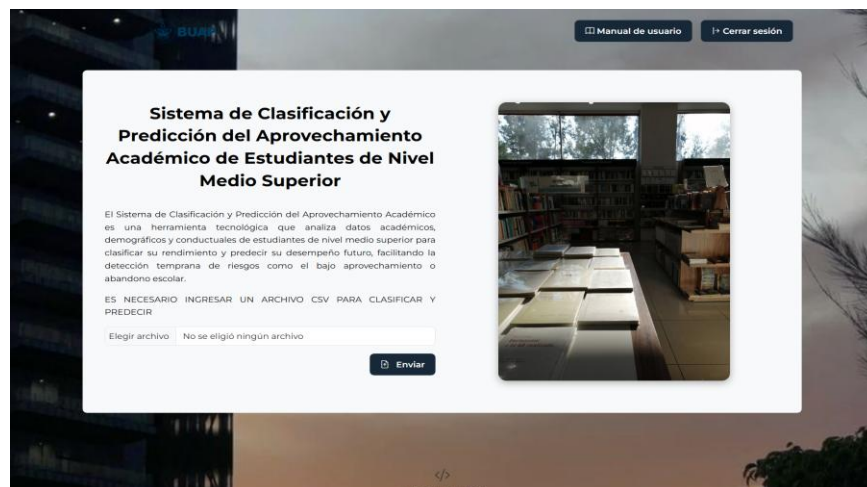 BUAP
Manual de usuario
Cerrar sesión
Sistema de Clasificación y
Predicción del Aprovechamiento
Académico de Estudiantes de Nivel
Medio Superior
El Sistema de Clasificación y Predicción del Aprovechamiento Académico
es una herramienta tecnológica que analiza datos académicos,
demográficos y conductuales de estudiantes de nivel medio superior para
clasificar su rendimiento y predecir su desempeño futuro, facilitando la
detección temprana de riesgos como el bajo aprovechamiento o
abandono escolar.
ES NECESARIO INGRESAR UN ARCHIVO CSV PARA CLASIFICAR Y
PREDECIR
Elegir archivo No se eligió ningún archivo
Enviar
</>